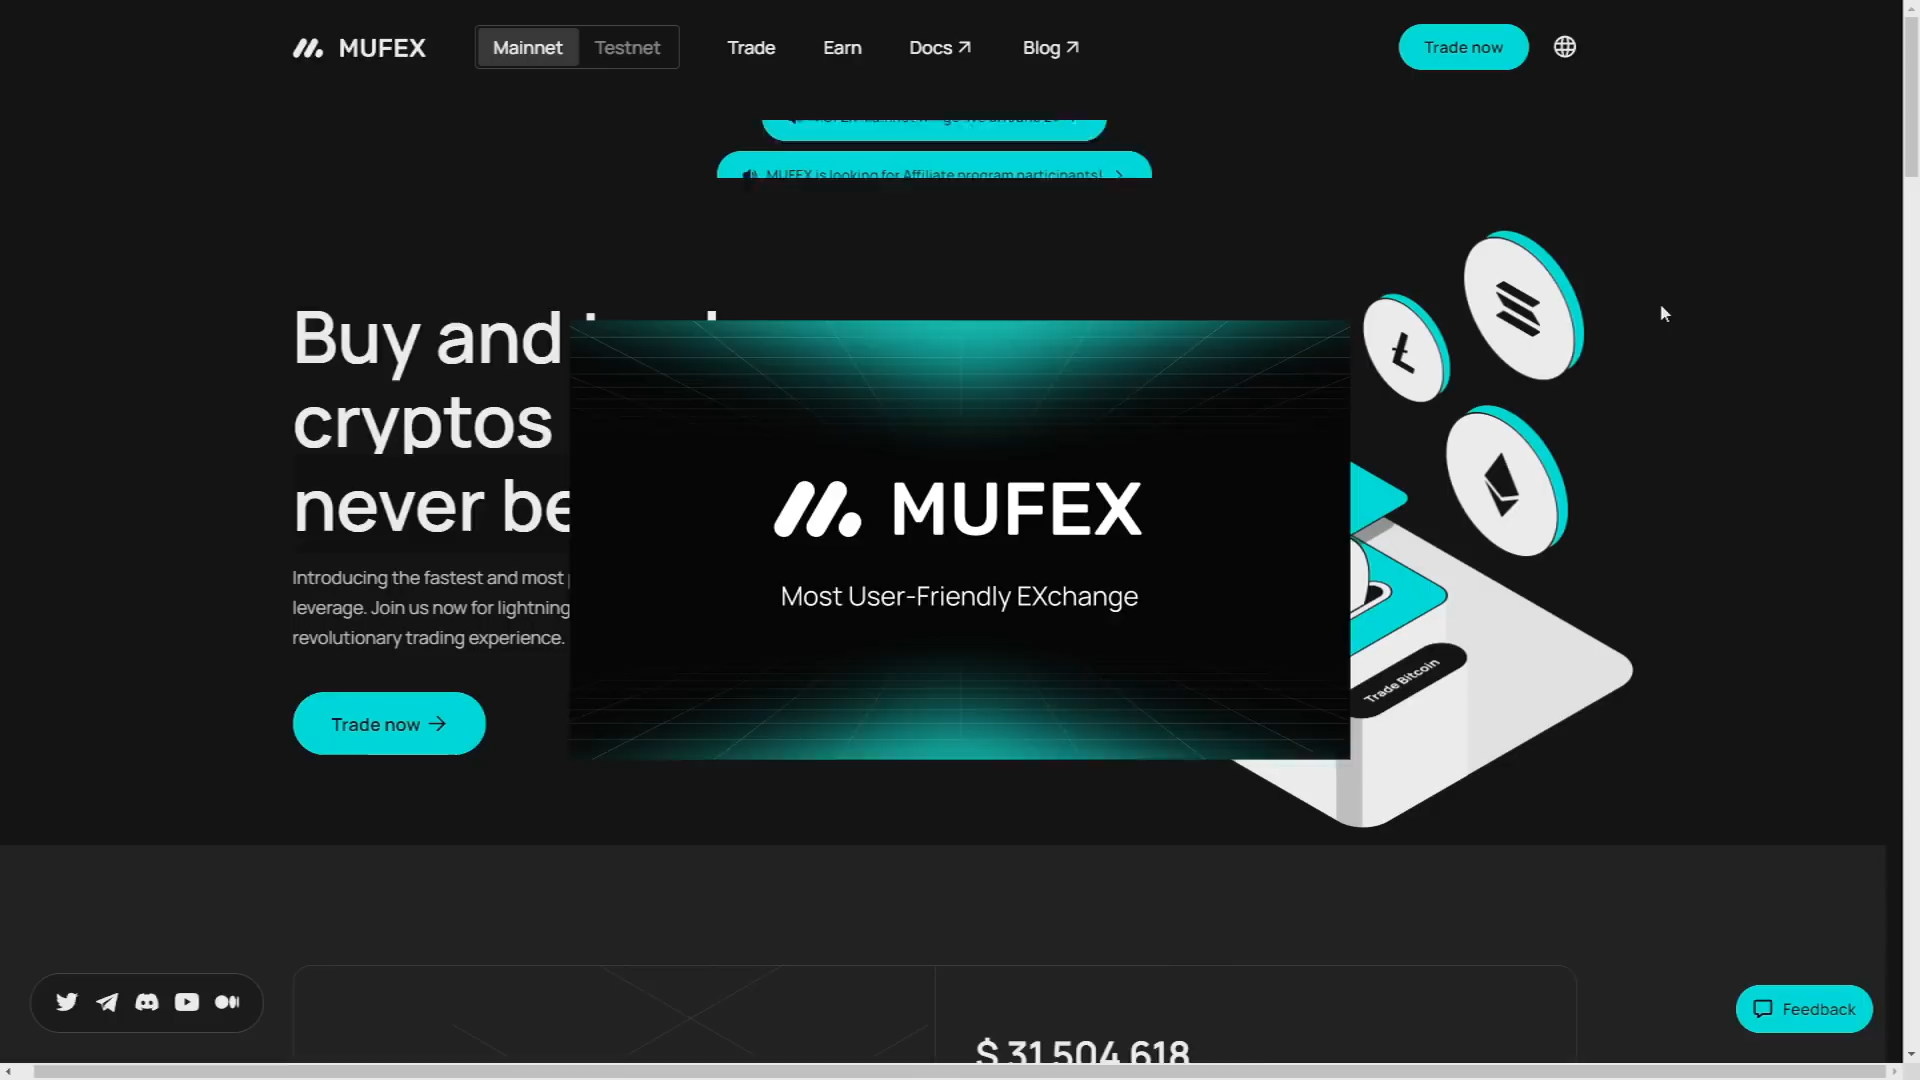 MUFEX
Mainnet
Testnet
Trade
Earn
Docs
Blog
Trade now
MUFEX is looking for Affiliate program participants!
Buy and
cryptos
never be
Introducing the fastest and most
leverage. Join us now for lightning
revolutionary trading experience.
Trade now
MUFEX
Most User-Friendly EXchange
Trade Bitcoin
Feedback
$ 31,504,618